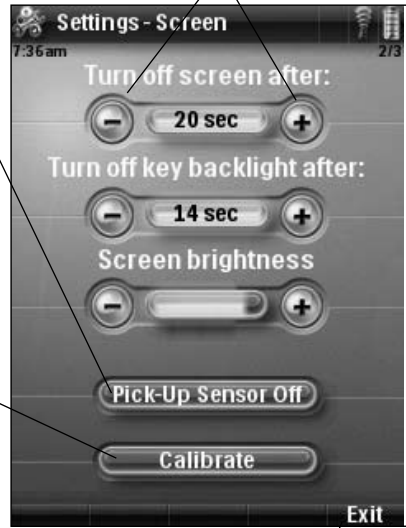 Settings - Screen
7:36am
2/3
Turn off screen after:
− 20 sec +
Turn off key backlight after:
− 14 sec +
Screen brightness
− +
Pick-Up Sensor Off
Calibrate
Exit